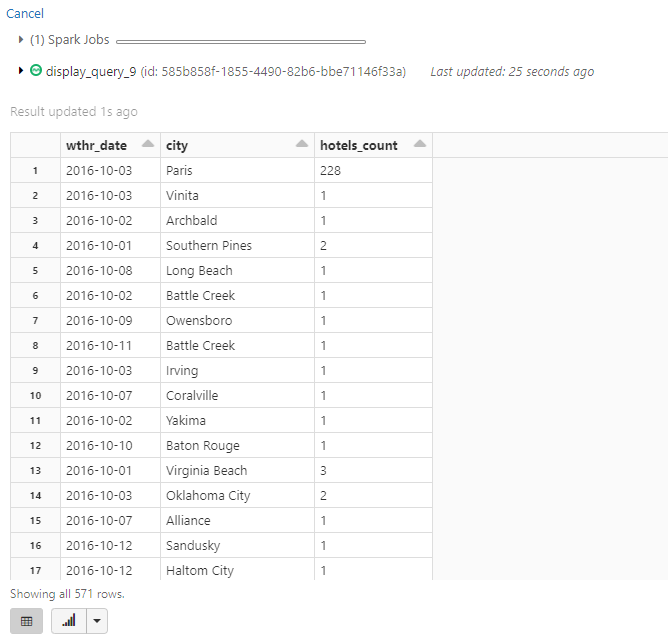 Cancel
(1) Spark Jobs
display_query_9 (id: 585b858f-1855-4490-82b6-bbe71146f33a) Last updated: 25 seconds ago
Result updated 1s ago
wthr_date city hotels_count
1 2016-10-03 Paris 228
2 2016-10-03 Vinita 1
3 2016-10-02 Archbald 1
4 2016-10-01 Southern Pines 2
5 2016-10-08 Long Beach 1
6 2016-10-02 Battle Creek 1
7 2016-10-09 Owensboro 1
8 2016-10-11 Battle Creek 1
9 2016-10-03 Irving 1
10 2016-10-07 Coralville 1
11 2016-10-02 Yakima 1
12 2016-10-10 Baton Rouge 1
13 2016-10-01 Virginia Beach 3
14 2016-10-03 Oklahoma City 2
15 2016-10-07 Alliance 1
16 2016-10-12 Sandusky 1
17 2016-10-12 Haltom City 1
Showing all 571 rows.